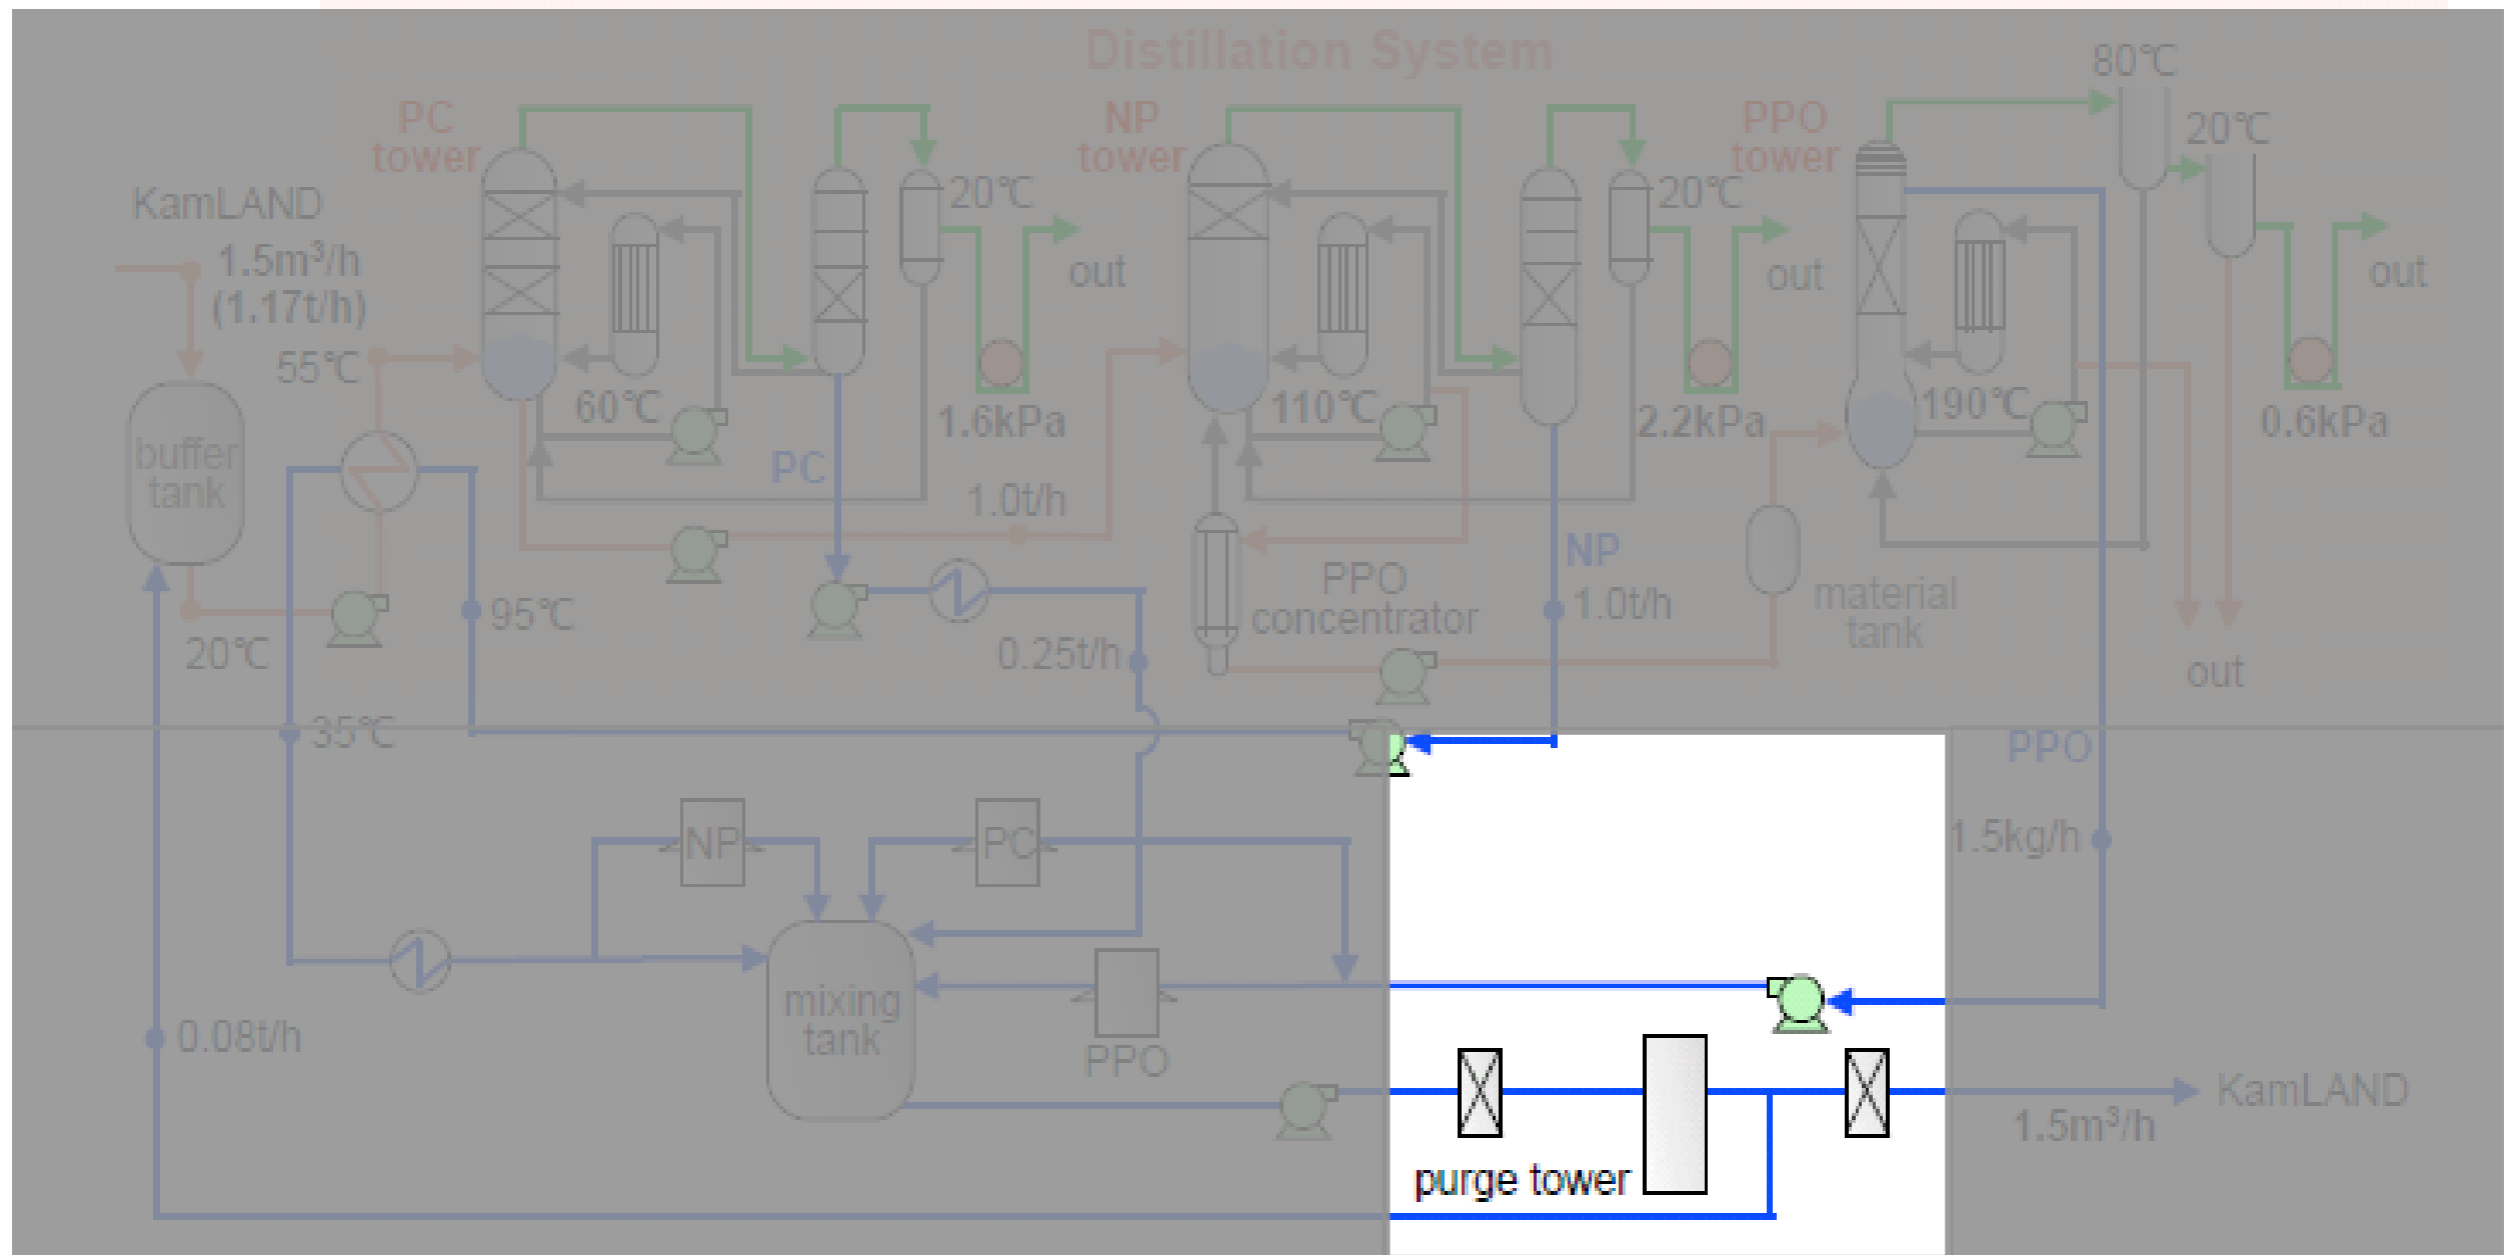 Distillation System
80℃
PC
tower
NP
tower
PPO
tower
20℃
KamLAND
20℃
20℃
1.5m³/h
(1.17t/h)
out
out
out
55℃
60℃
1.6kPa
110℃
2.2kPa
190℃
0.6kPa
buffer
tank
PC
1.0t/h
NP
1.0t/h
95℃
PPO
concentrator
material
tank
20℃
0.25t/h
out
35℃
PPO
NP
PC
1.5kg/h
mixing
tank
0.08t/h
PPO
KamLAND
1.5m³/h
purge tower